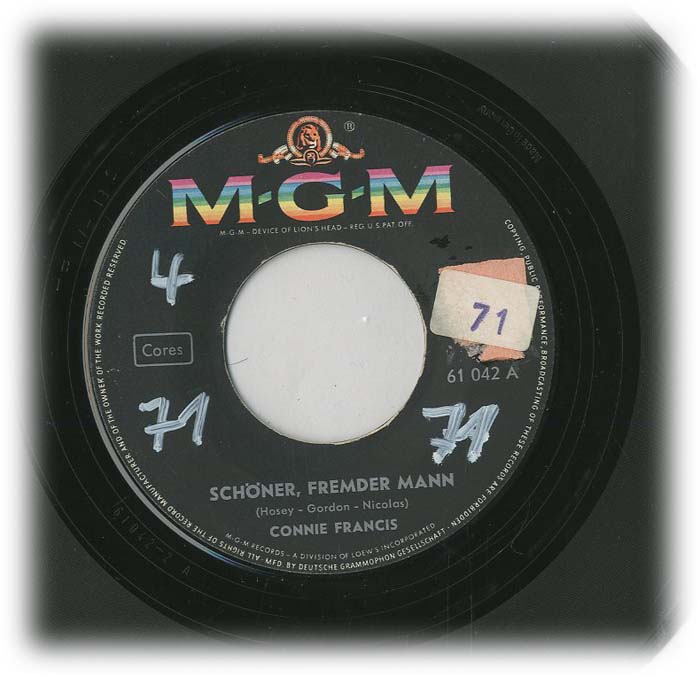 ®
M-G-M
M-G-M – DEVICE OF LION'S HEAD – REG. U.S. PAT. OFF.
4
71
Cores
61 042 A
71
71
SCHÖNER, FREMDER MANN
(Hosey - Gordon - Nicolas)
CONNIE FRANCIS
M-G-M RECORDS – A DIVISION OF LOEW'S INCORPORATED
ALL RIGHTS OF THE RECORD MANUFACTURER AND OF THE OWNER OF THE WORK RECORDED RESERVED.
COPYING, PUBLIC PERFORMANCE, BROADCASTING OF THESE RECORDS ARE FORBIDDEN
MFD. BY DEUTSCHE GRAMMOPHON GESELLSCHAFT